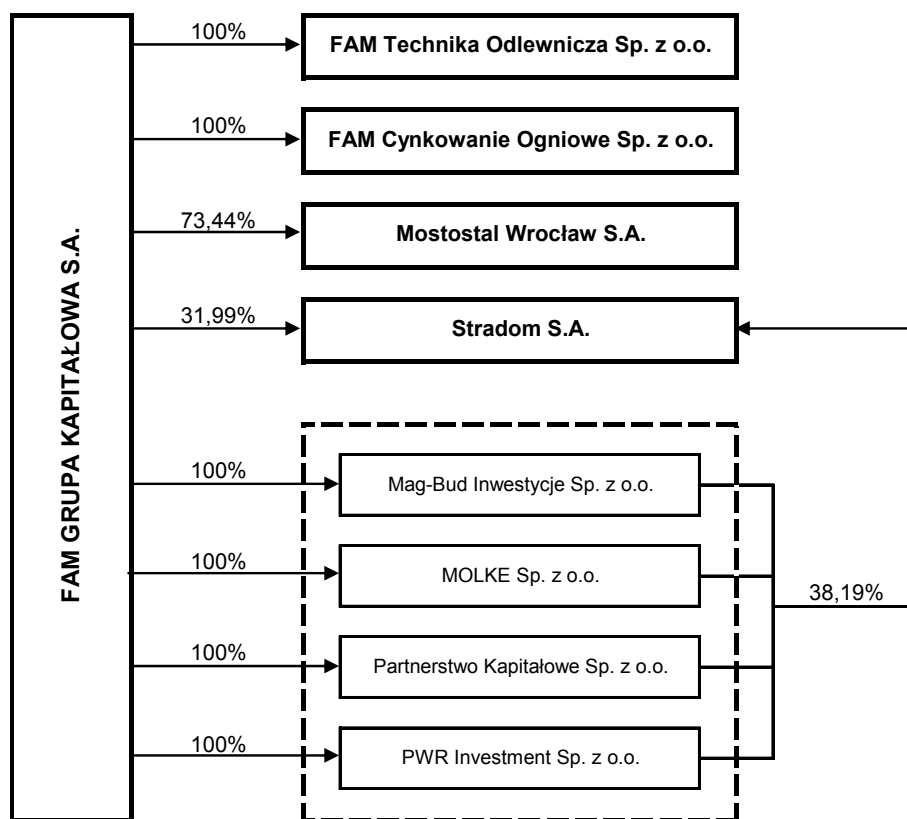 FAM GRUPA KAPITAŁOWA S.A.
100%
FAM Technika Odlewnicza Sp. z o.o.
100%
FAM Cynkowanie Ogniowe Sp. z o.o.
73,44%
Mostostal Wrocław S.A.
31,99%
Stradom S.A.
100%
Mag-Bud Inwestycje Sp. z o.o.
100%
MOLKE Sp. z o.o.
38,19%
100%
Partnerstwo Kapitałowe Sp. z o.o.
100%
PWR Investment Sp. z o.o.